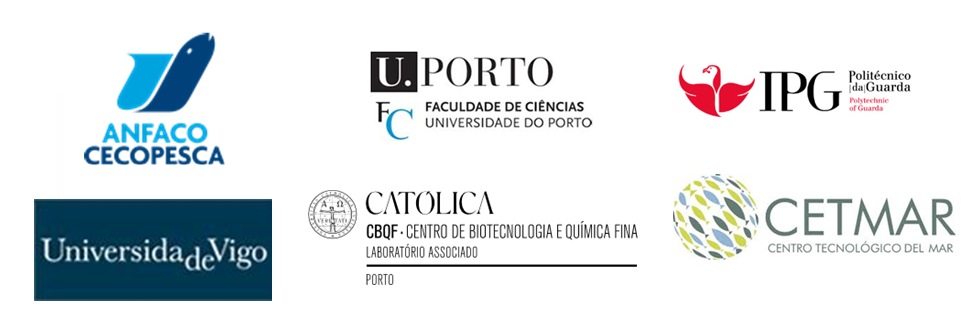 ANFACO
CECOPESCA
U.PORTO
FC
FACULDADE DE CIÊNCIAS
UNIVERSIDADE DO PORTO
IPG
Politécnico
|da|Guarda
Polytechnic
of Guarda
UniversidadeVigo
Α Ω
VERITATI
CATÓLICA
CBQF · CENTRO DE BIOTECNOLOGIA E QUÍMICA FINA
LABORATÓRIO ASSOCIADO
PORTO
CETMAR
CENTRO TECNOLÓGICO DEL MAR